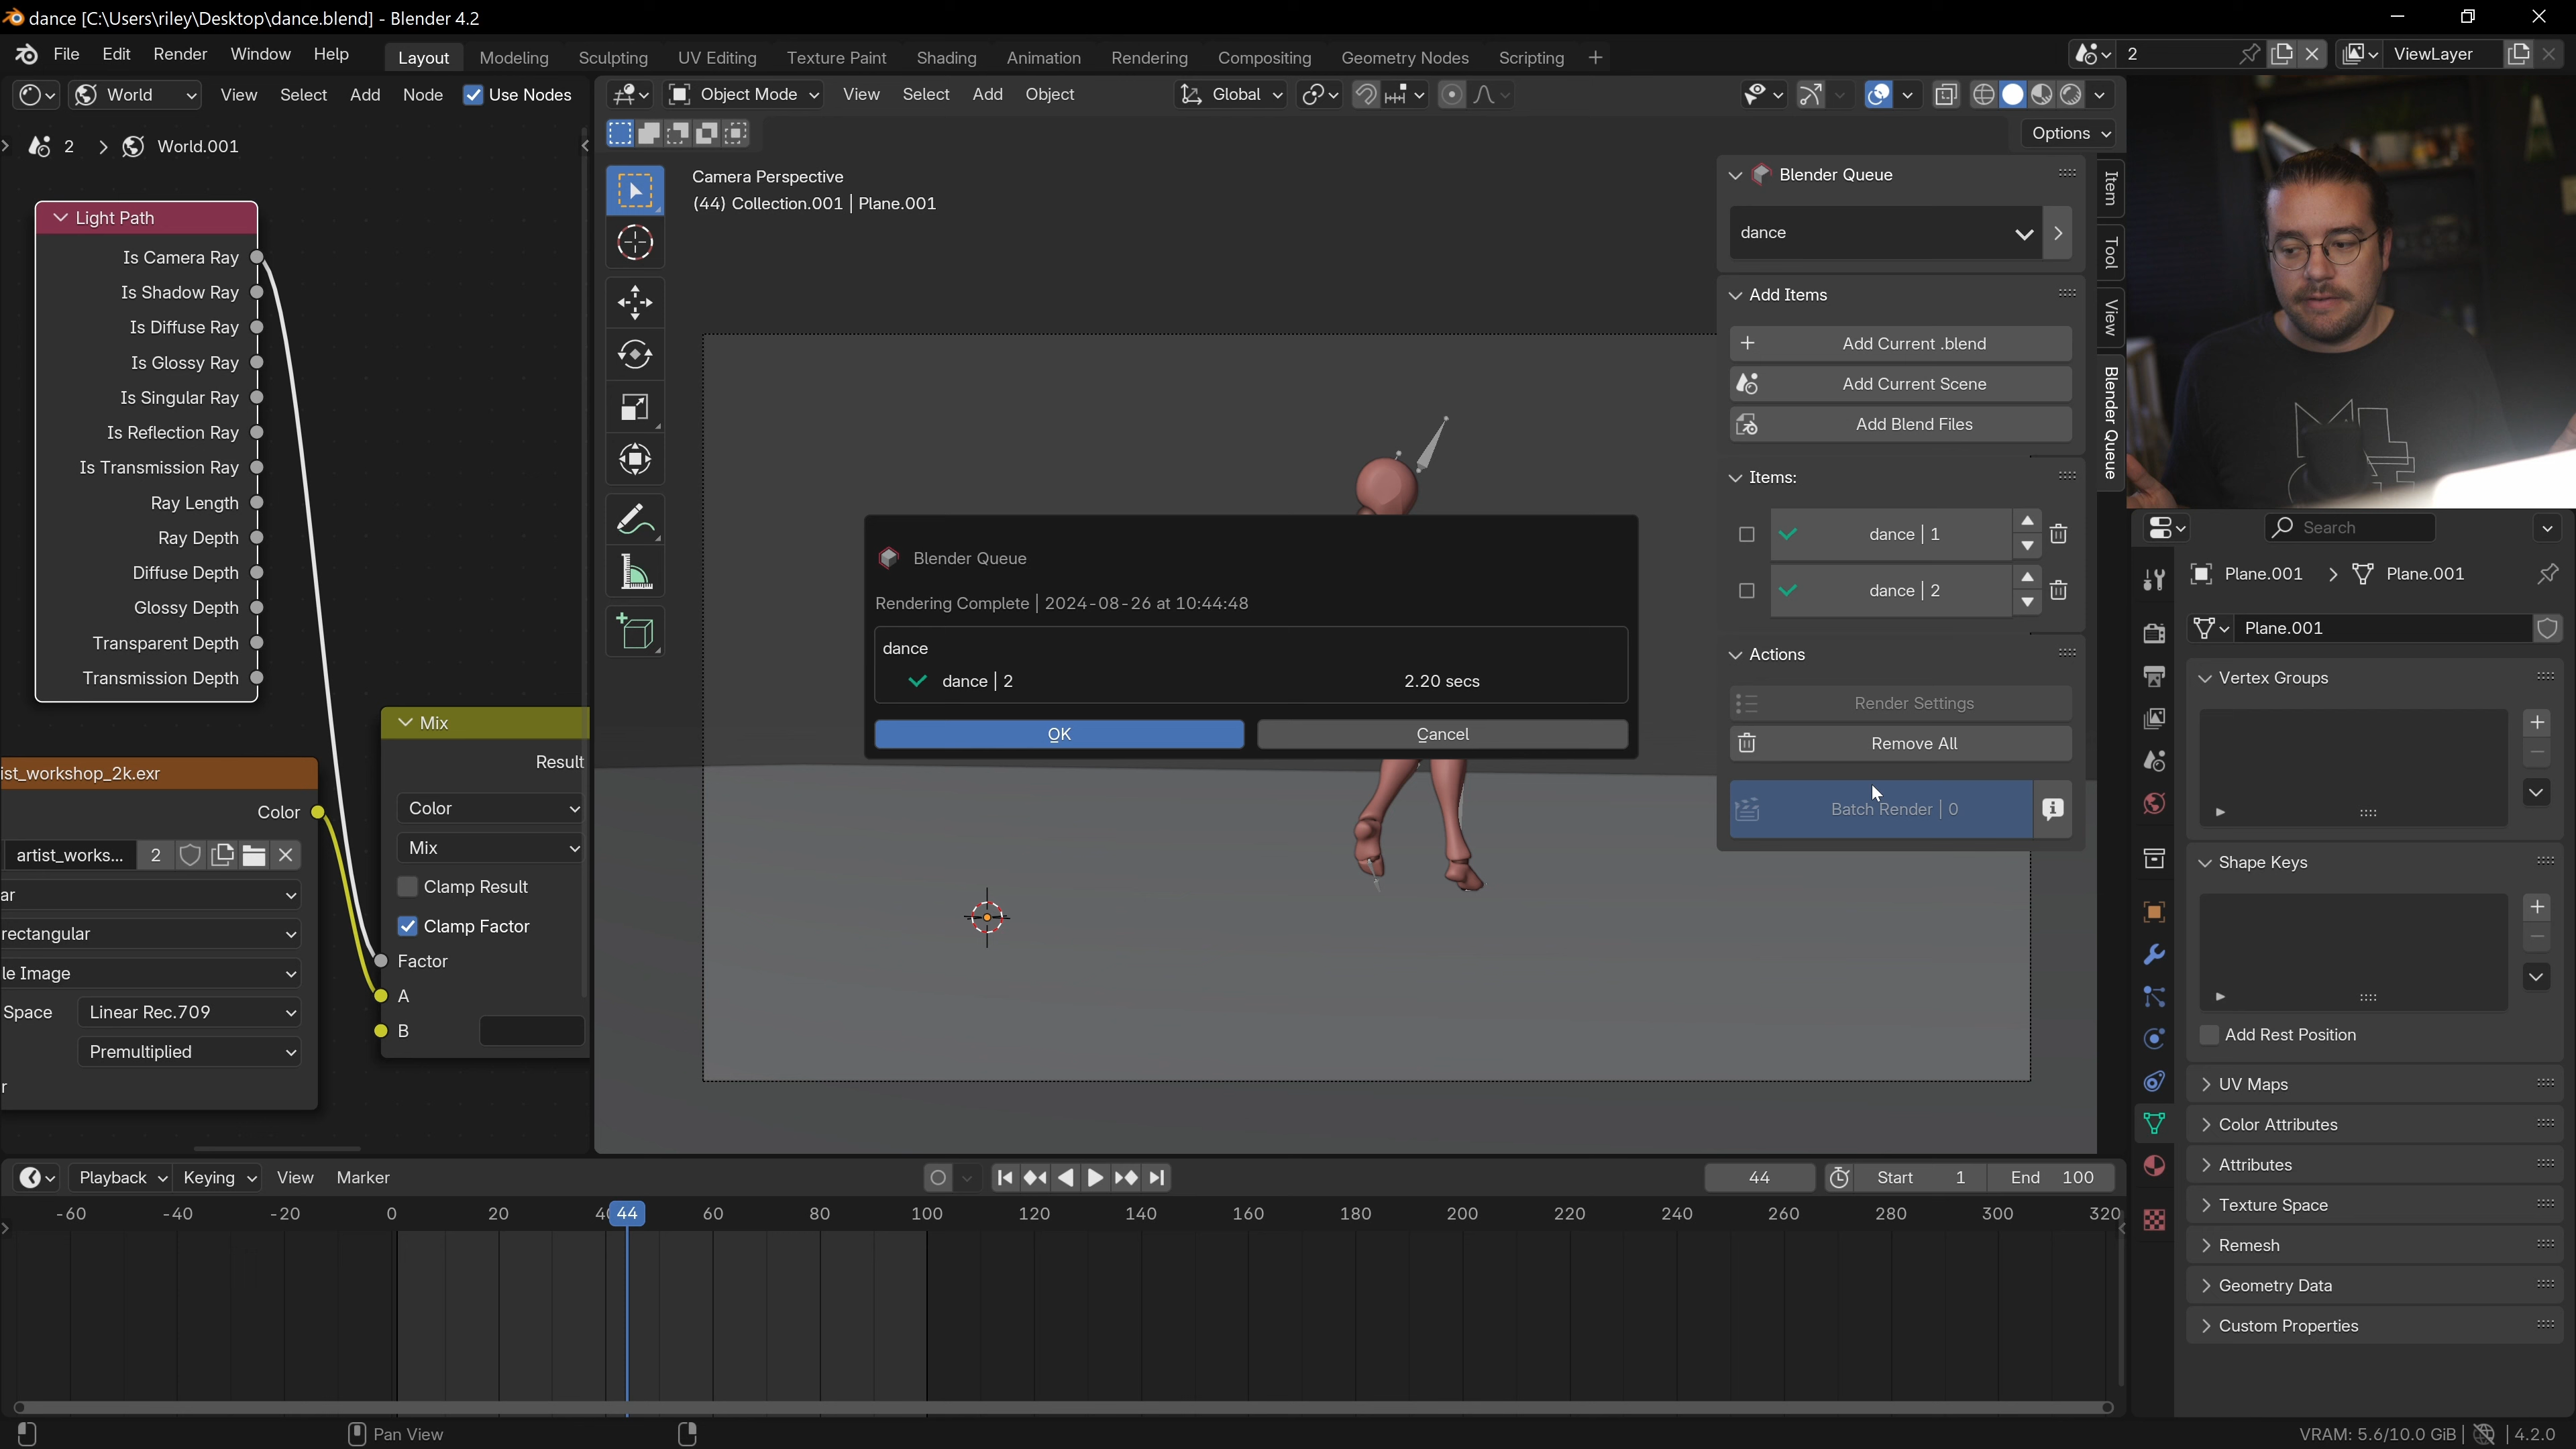 dance [C:\Users\riley\Desktop\dance.blend] - Blender 4.2
File Edit Render Window Help Layout Modeling Sculpting UV Editing Texture Paint Shading Animation Rendering Compositing Geometry Nodes Scripting + 2 ViewLayer
World View Select Add Node Use Nodes
Object Mode View Select Add Object Global
2 > World.001
Options
Light Path
Is Camera Ray
Is Shadow Ray
Is Diffuse Ray
Is Glossy Ray
Is Singular Ray
Is Reflection Ray
Is Transmission Ray
Ray Length
Ray Depth
Diffuse Depth
Glossy Depth
Transparent Depth
Transmission Depth
ist_workshop_2k.exr
Color
artist_works... 2
ar
rectangular
le Image
Space Linear Rec.709
Premultiplied
r
Mix
Result
Color
Mix
Clamp Result
Clamp Factor
Factor
A
B
Camera Perspective
(44) Collection.001 | Plane.001
Blender Queue
Rendering Complete | 2024-08-26 at 10:44:48
dance
dance | 2 2.20 secs
OK Cancel
Blender Queue
dance
Add Items
Add Current .blend
Add Current Scene
Add Blend Files
Items:
dance | 1
dance | 2
Actions
Render Settings
Remove All
Batch Render | 0
Item
Tool
View
Blender Queue
Search
Plane.001 > Plane.001
Plane.001
Vertex Groups
Shape Keys
Add Rest Position
UV Maps
Color Attributes
Attributes
Texture Space
Remesh
Geometry Data
Custom Properties
Playback Keying View Marker 44 Start 1 End 100
-60 -40 -20 0 20 40 44 60 80 100 120 140 160 180 200 220 240 260 280 300 320
Pan View
VRAM: 5.6/10.0 GiB | 4.2.0